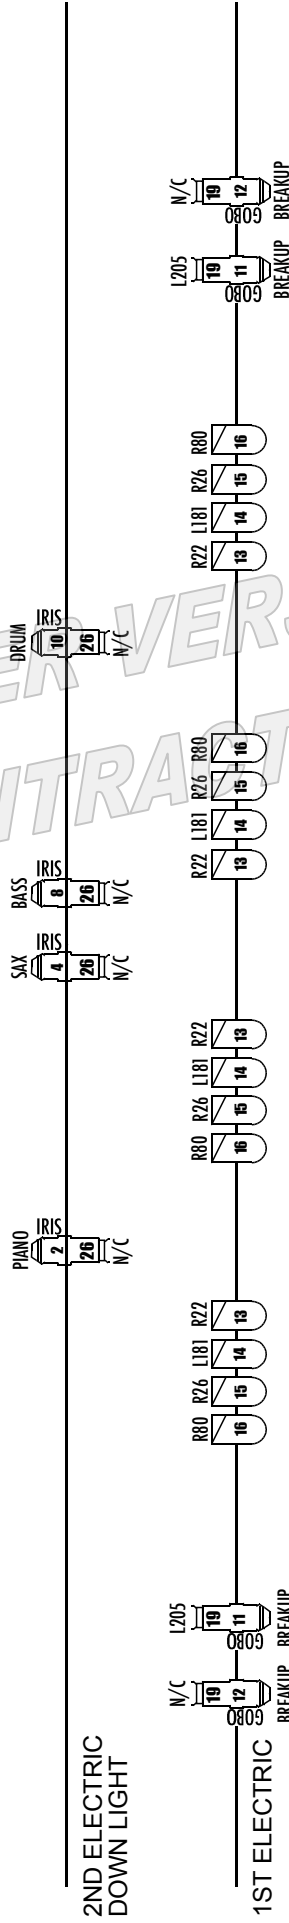 2ND ELECTRIC
DOWN LIGHT
PIANO
IRIS
2
26
N/C
SAX
IRIS
4
26
N/C
BASS
IRIS
8
26
N/C
DRUM
IRIS
10
26
N/C
1ST ELECTRIC
N/C
19
12
GOBO
BREAKUP
L205
19
11
GOBO
BREAKUP
R80
16
R26
15
L181
14
R22
13
R80
16
R26
15
L181
14
R22
13
R22
13
L181
14
R26
15
R80
16
R22
13
L181
14
R26
15
R80
16
L205
19
11
GOBO
BREAKUP
N/C
19
12
GOBO
BREAKUP